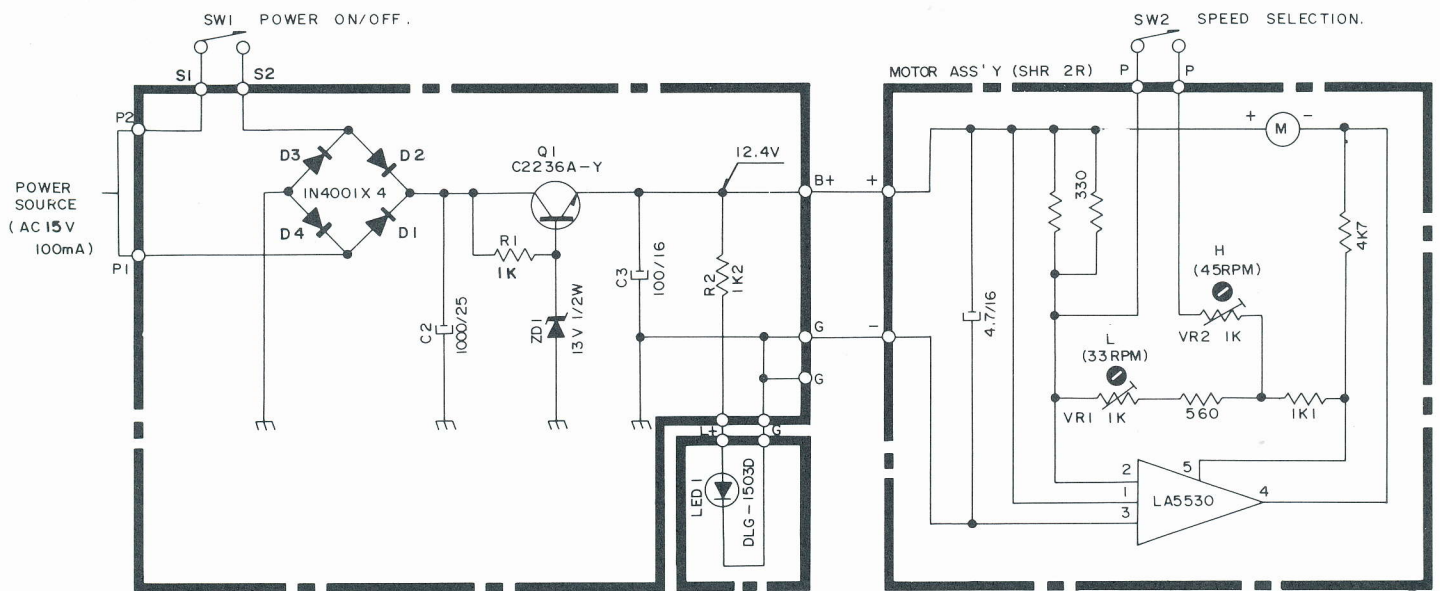 SW1 POWER ON/OFF.
SW2 SPEED SELECTION.
S1 S2
P P
MOTOR ASS'Y (SHR 2R)
P2
D3 D2
1N4001X4
D4 D1
Q1
C2236A-Y
12.4V
B+ +
+ M -
POWER
SOURCE
(AC 15V
100mA)
P1
R1
1K
C2
1000/25
ZD1
13V 1/2W
C3
100/16
R2
1K2
G -
G
L+ G
LED1
DLG-1503D
330
4.7/16
4K7
H
(45RPM)
VR2 1K
L
(33RPM)
VR1 1K
560
1K1
2
1
3
5
4
LA5530